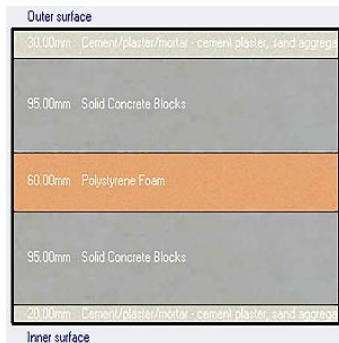 Outer surface
30.00mm Cement/plaster/mortar - cement plaster, sand aggrega
95.00mm Solid Concrete Blocks
60.00mm Polystyrene Foam
95.00mm Solid Concrete Blocks
20.00mm Cement/plaster/mortar - cement plaster, sand aggrega
Inner surface